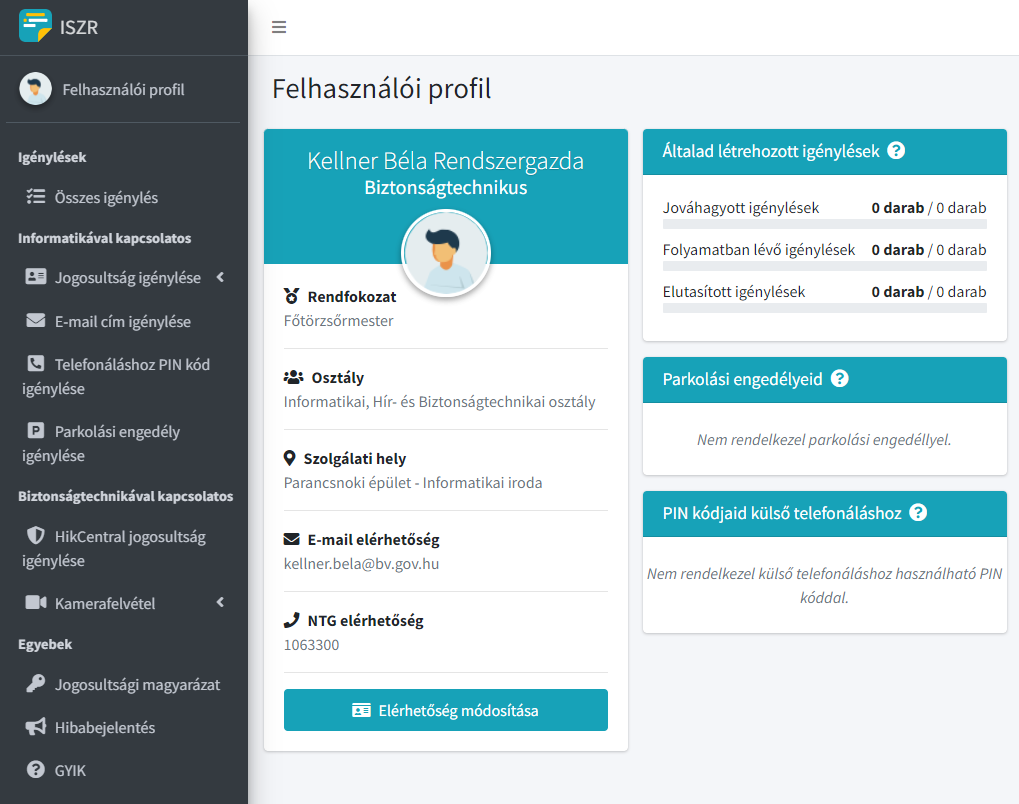 ISZR
Felhasználói profil
Igénylések
Összes igénylés
Informatikával kapcsolatos
Jogosultság igénylése
E-mail cím igénylése
Telefonáláshoz PIN kód
igénylése
Parkolási engedély
igénylése
Biztonságtechnikával kapcsolatos
HikCentral jogosultság
igénylése
Kamerafelvétel
Egyebek
Jogosultsági magyarázat
Hibabejelentés
GYIK
Felhasználói profil
Kellner Béla Rendszergazda
Biztonságtechnikus
Rendfokozat
Főtörzsőrmester
Osztály
Informatikai, Hír- és Biztonságtechnikai osztály
Szolgálati hely
Parancsnoki épület - Informatikai iroda
E-mail elérhetőség
kellner.bela@bv.gov.hu
NTG elérhetőség
1063300
Elérhetőség módosítása
Általad létrehozott igénylések
Jóváhagyott igénylések 0 darab / 0 darab
Folyamatban lévő igénylések 0 darab / 0 darab
Elutasított igénylések 0 darab / 0 darab
Parkolási engedélyeid
Nem rendelkezel parkolási engedéllyel.
PIN kódjaid külső telefonáláshoz
Nem rendelkezel külső telefonáláshoz használható PIN
kóddal.